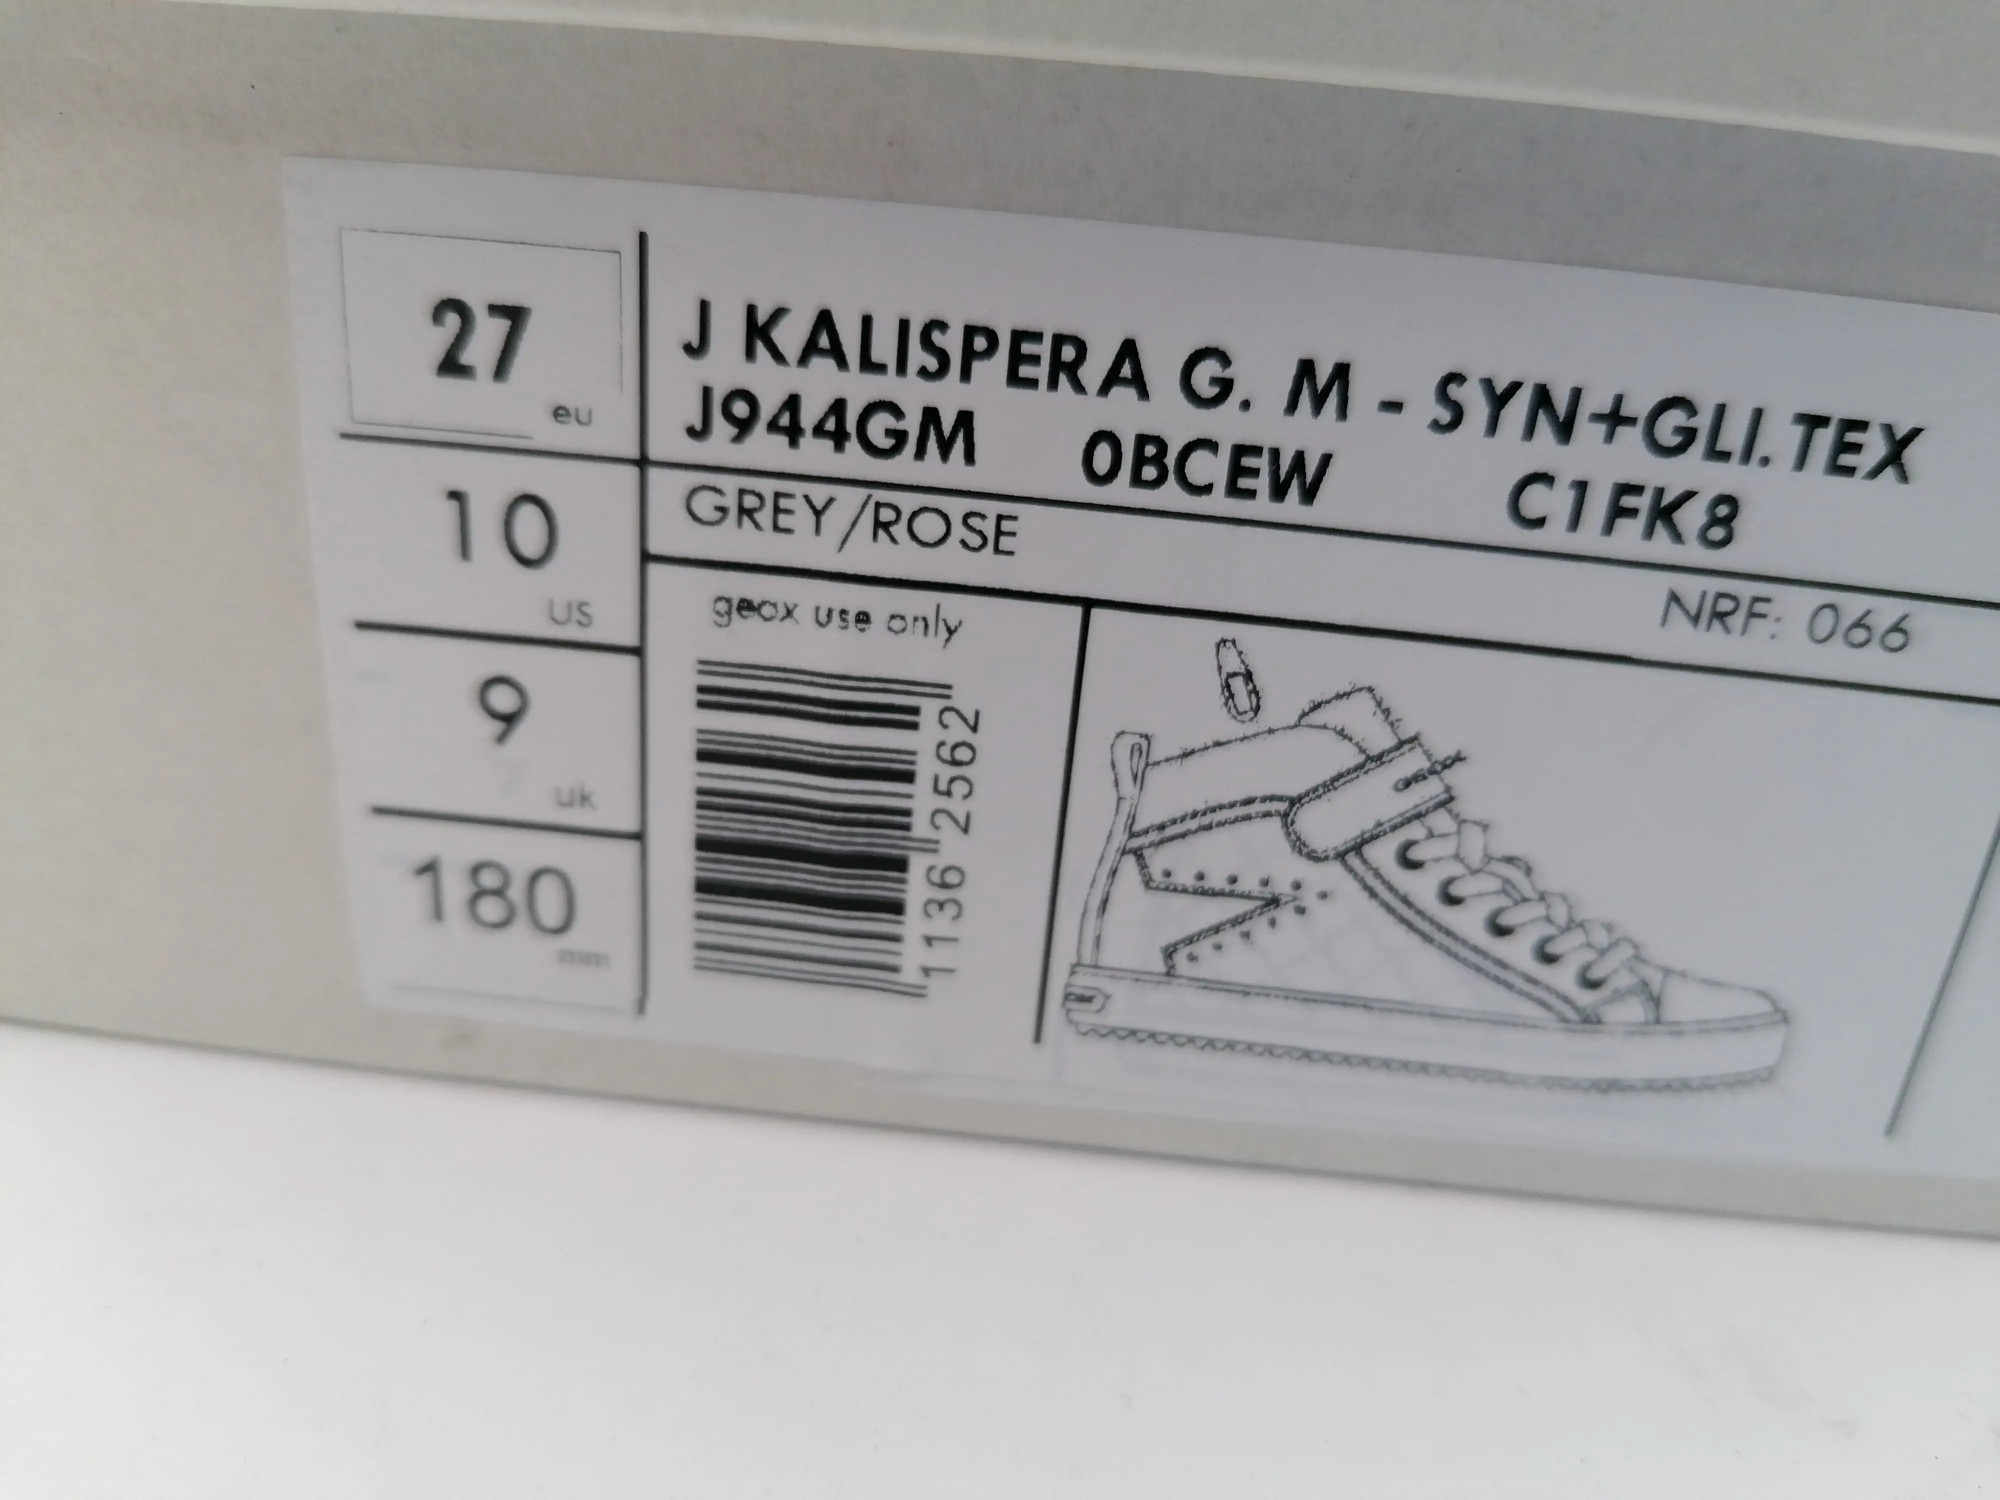 27
eu
10
US
9
uk
180
mm
J KALISPERA G. M - SYN+GLI.TEX
J944GM 0BCEW C1FK8
GREY/ROSE
NRF: 066
geox use only
1136 2562
GEOX